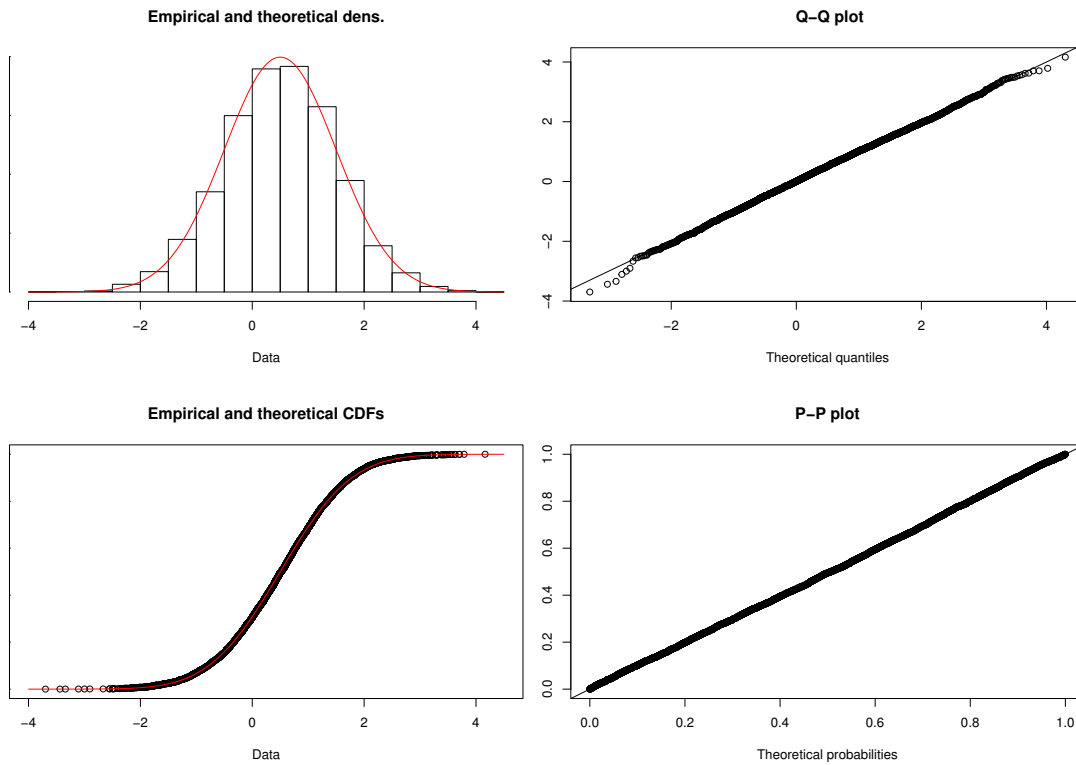 Empirical and theoretical dens.
−4 −2 0 2 4
Data
Q−Q plot
4
2
0
−2
−4
−2 0 2 4
Theoretical quantiles
Empirical and theoretical CDFs
−4 −2 0 2 4
Data
P−P plot
1.0
0.8
0.6
0.4
0.2
0.0
0.0 0.2 0.4 0.6 0.8 1.0
Theoretical probabilities